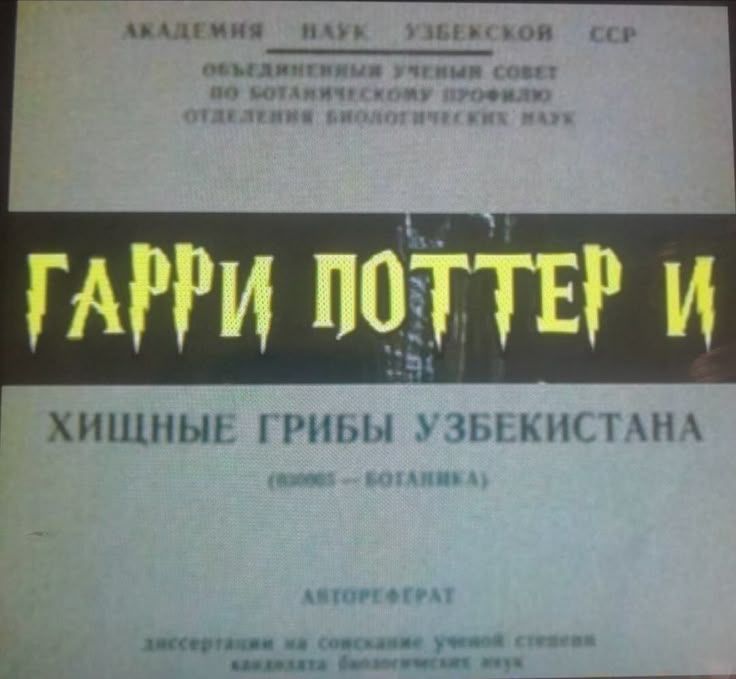 АКАДЕМИЯ НАУК УЗБЕКСКОЙ ССР
ОБЪЕДИНЕННЫЙ УЧЕНЫЙ СОВЕТ
ПО БОТАНИЧЕСКОМУ ПРОФИЛЮ
ОТДЕЛЕНИЯ БИОЛОГИЧЕСКИХ НАУК
ГАРРИ ПОТТЕР И
ХИЩНЫЕ ГРИБЫ УЗБЕКИСТАНА
— БОТАНИКА)
АВТОРЕФЕРАТ
диссертации на соискание ученой степени
кандидата биологических наук